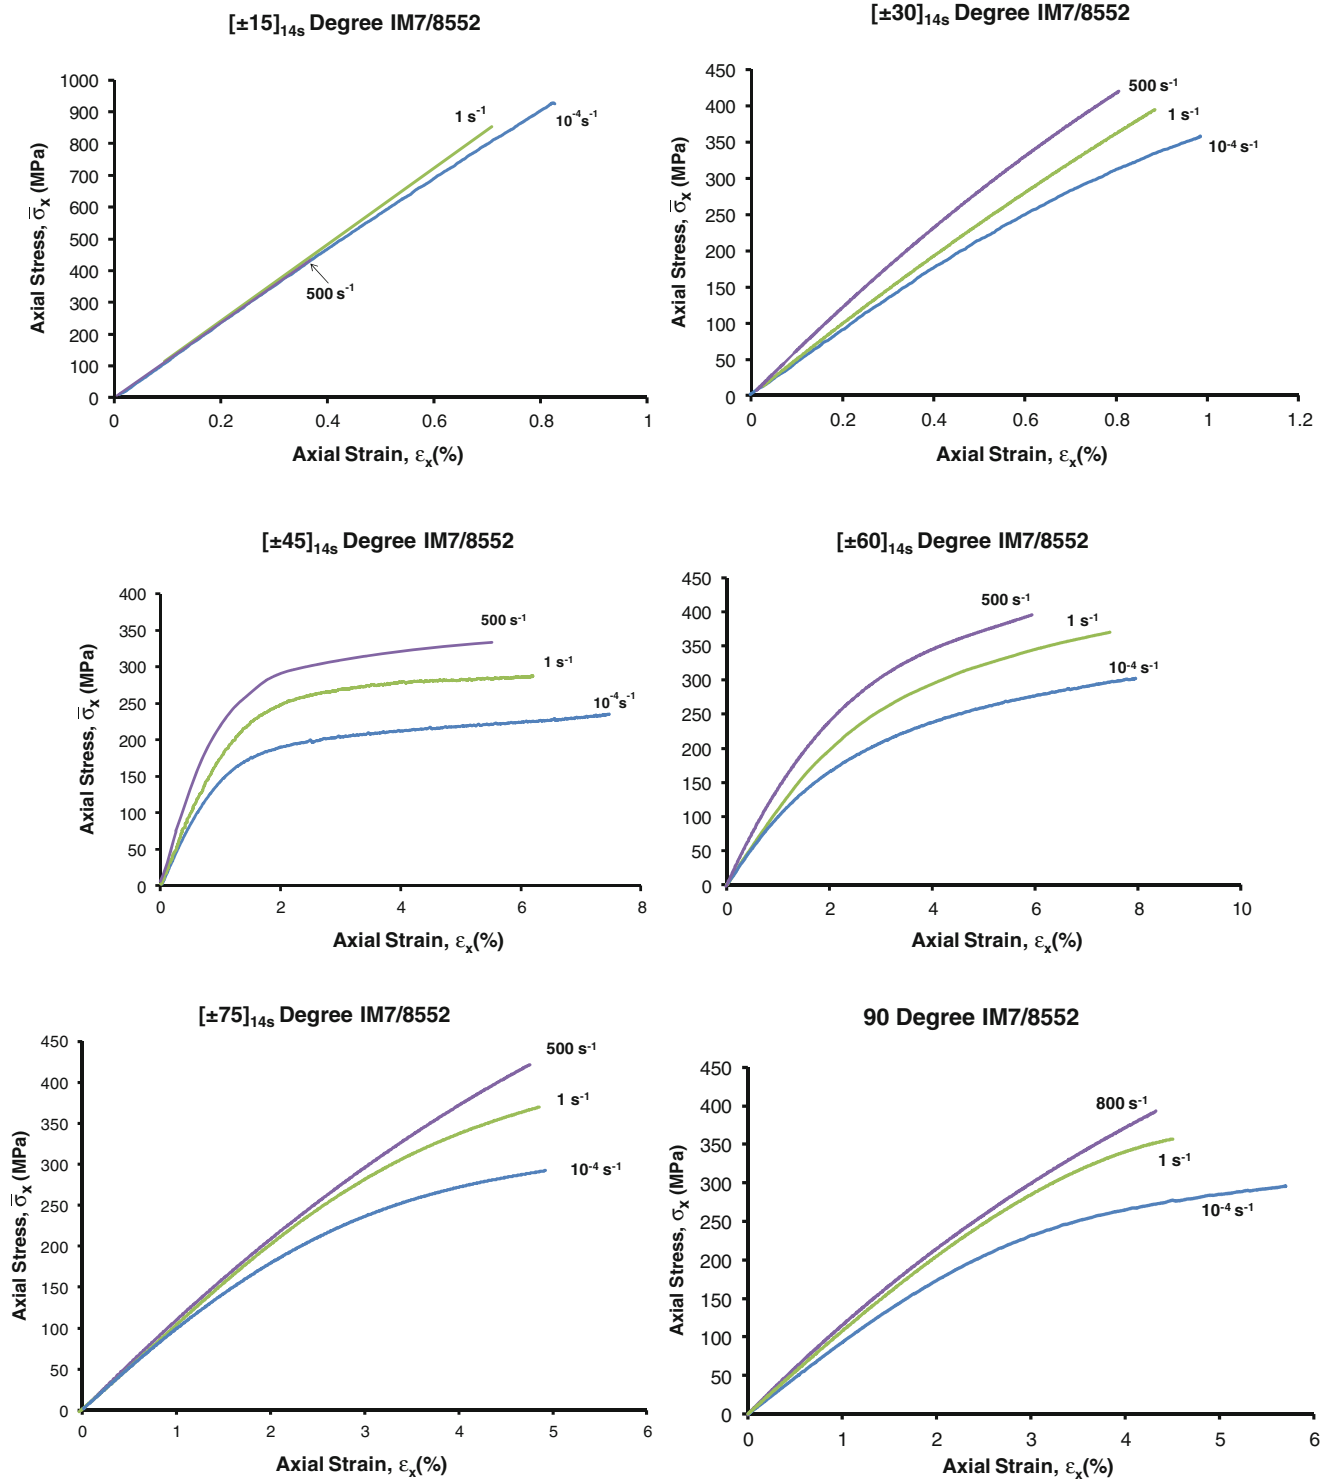 [±15]14s Degree IM7/8552
Axial Stress, σ̅x (MPa)
1000
900
800
700
600
500
400
300
200
100
0
1 s-1
10-4s-1
500 s-1
0 0.2 0.4 0.6 0.8 1
Axial Strain, εx(%)
[±30]14s Degree IM7/8552
Axial Stress, σ̅x (MPa)
450
400
350
300
250
200
150
100
50
0
500 s-1
1 s-1
10-4 s-1
0 0.2 0.4 0.6 0.8 1 1.2
Axial Strain, εx(%)
[±45]14s Degree IM7/8552
Axial Stress, σ̅x (MPa)
400
350
300
250
200
150
100
50
0
500 s-1
1 s-1
10-4s-1
0 2 4 6 8
Axial Strain, εx(%)
[±60]14s Degree IM7/8552
Axial Stress, σ̅x (MPa)
450
400
350
300
250
200
150
100
50
0
500 s-1
1 s-1
10-4 s-1
0 2 4 6 8 10
Axial Strain, εx(%)
[±75]14s Degree IM7/8552
Axial Stress, σ̅x (MPa)
450
400
350
300
250
200
150
100
50
0
500 s-1
1 s-1
10-4 s-1
0 1 2 3 4 5 6
Axial Strain, εx(%)
90 Degree IM7/8552
Axial Stress, σx (MPa)
450
400
350
300
250
200
150
100
50
0
800 s-1
1 s-1
10-4 s-1
0 1 2 3 4 5 6
Axial Strain, εx(%)